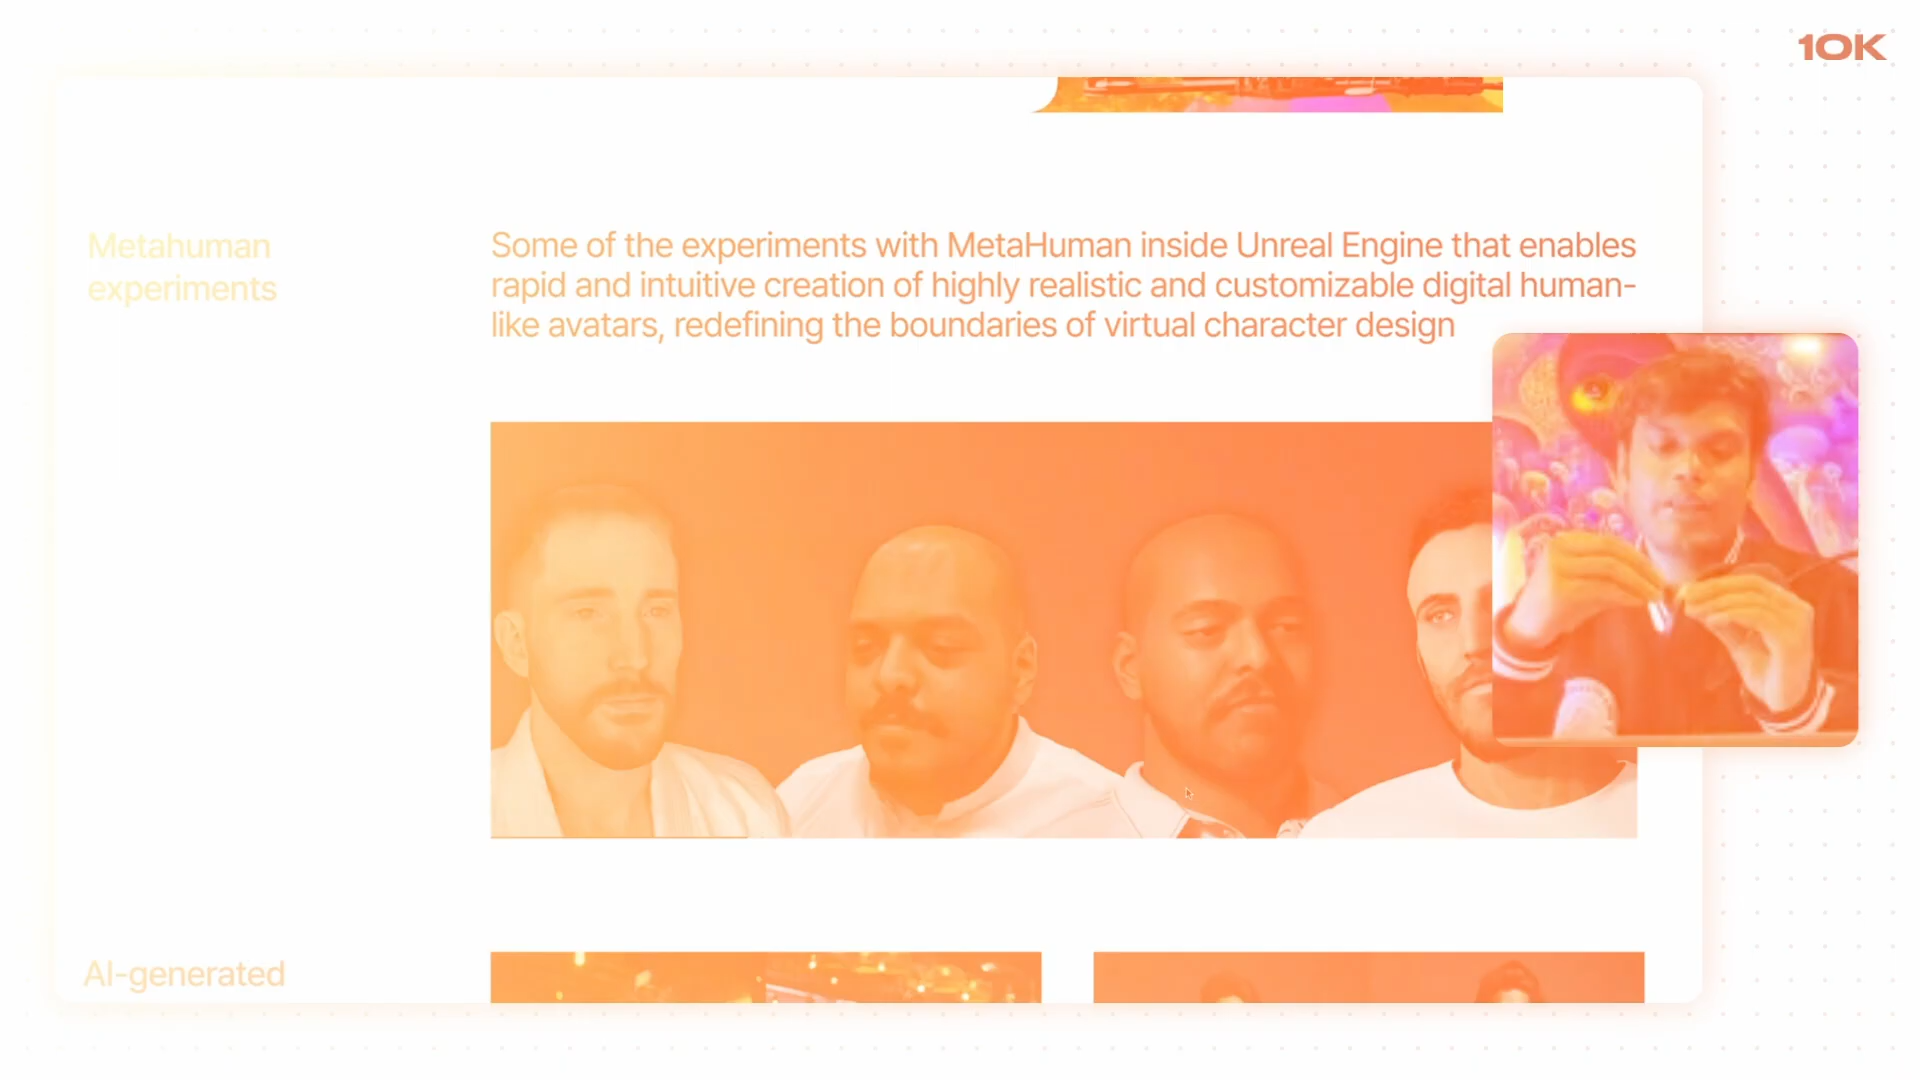 10K
Metahuman
experiments
Some of the experiments with MetaHuman inside Unreal Engine that enables
rapid and intuitive creation of highly realistic and customizable digital human-
like avatars, redefining the boundaries of virtual character design
AI-generated